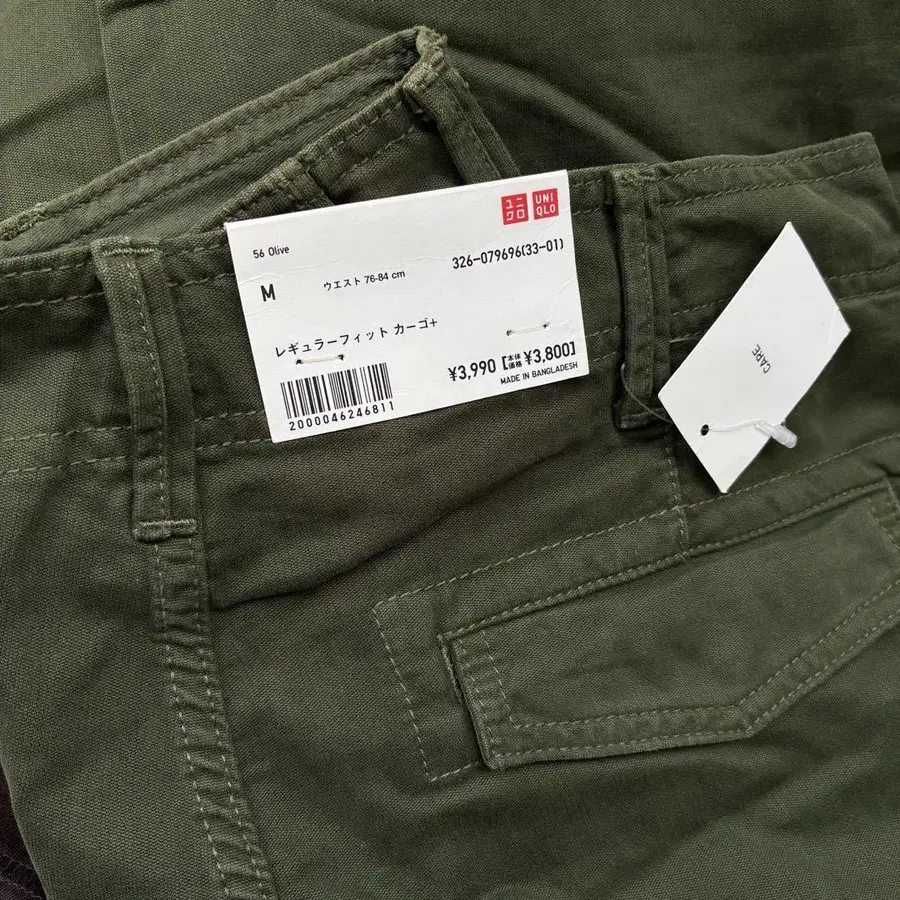 ユニ
クロ
UNI
QLO
56 Olive
326-079696(33-01)
M
ウエスト 76-84 cm
レギュラーフィット カーゴ+
¥3,990 [本体価格 ¥3,800]
MADE IN BANGLADESH
2000046246811
CARE